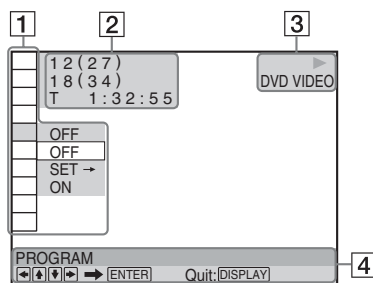 1 2 3
12(27)
18(34)
T 1:32:55
DVD VIDEO
OFF
OFF
SET →
ON
PROGRAM
← ↑ ↓ → ➡ ENTER Quit: DISPLAY
4